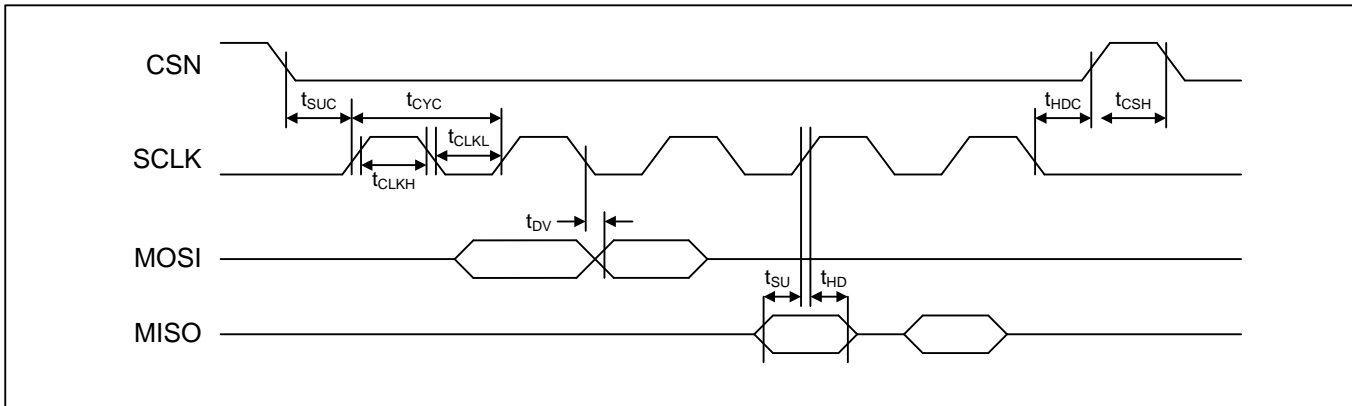 CSN
tSUC
tCYC
tHDC
tCSH
SCLK
tCLKL
tCLKH
tDV
MOSI
tSU
tHD
MISO